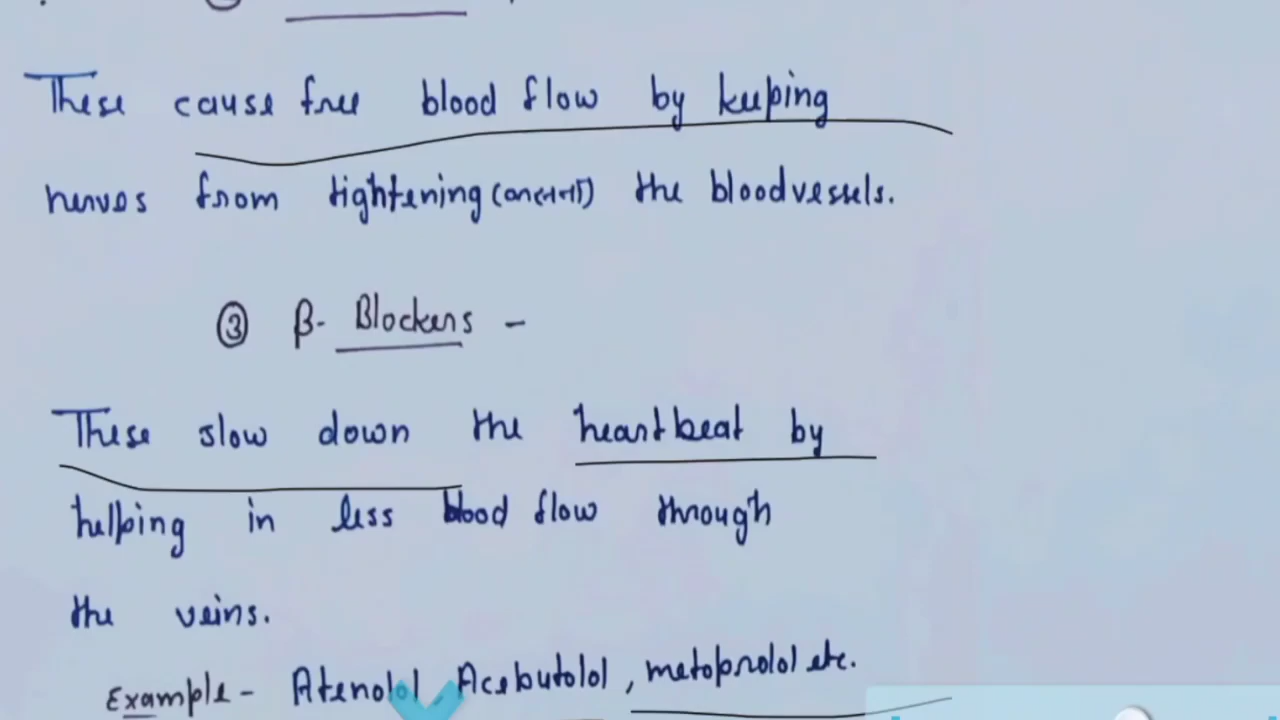 These cause free blood flow by keeping
nerves from tightening ( ) the bloodvessels.
③ β- Blockers -
These slow down the heartbeat by
helping in less blood flow through
the veins.
Example - Atenolol, Acebutolol, metoprolol etc.